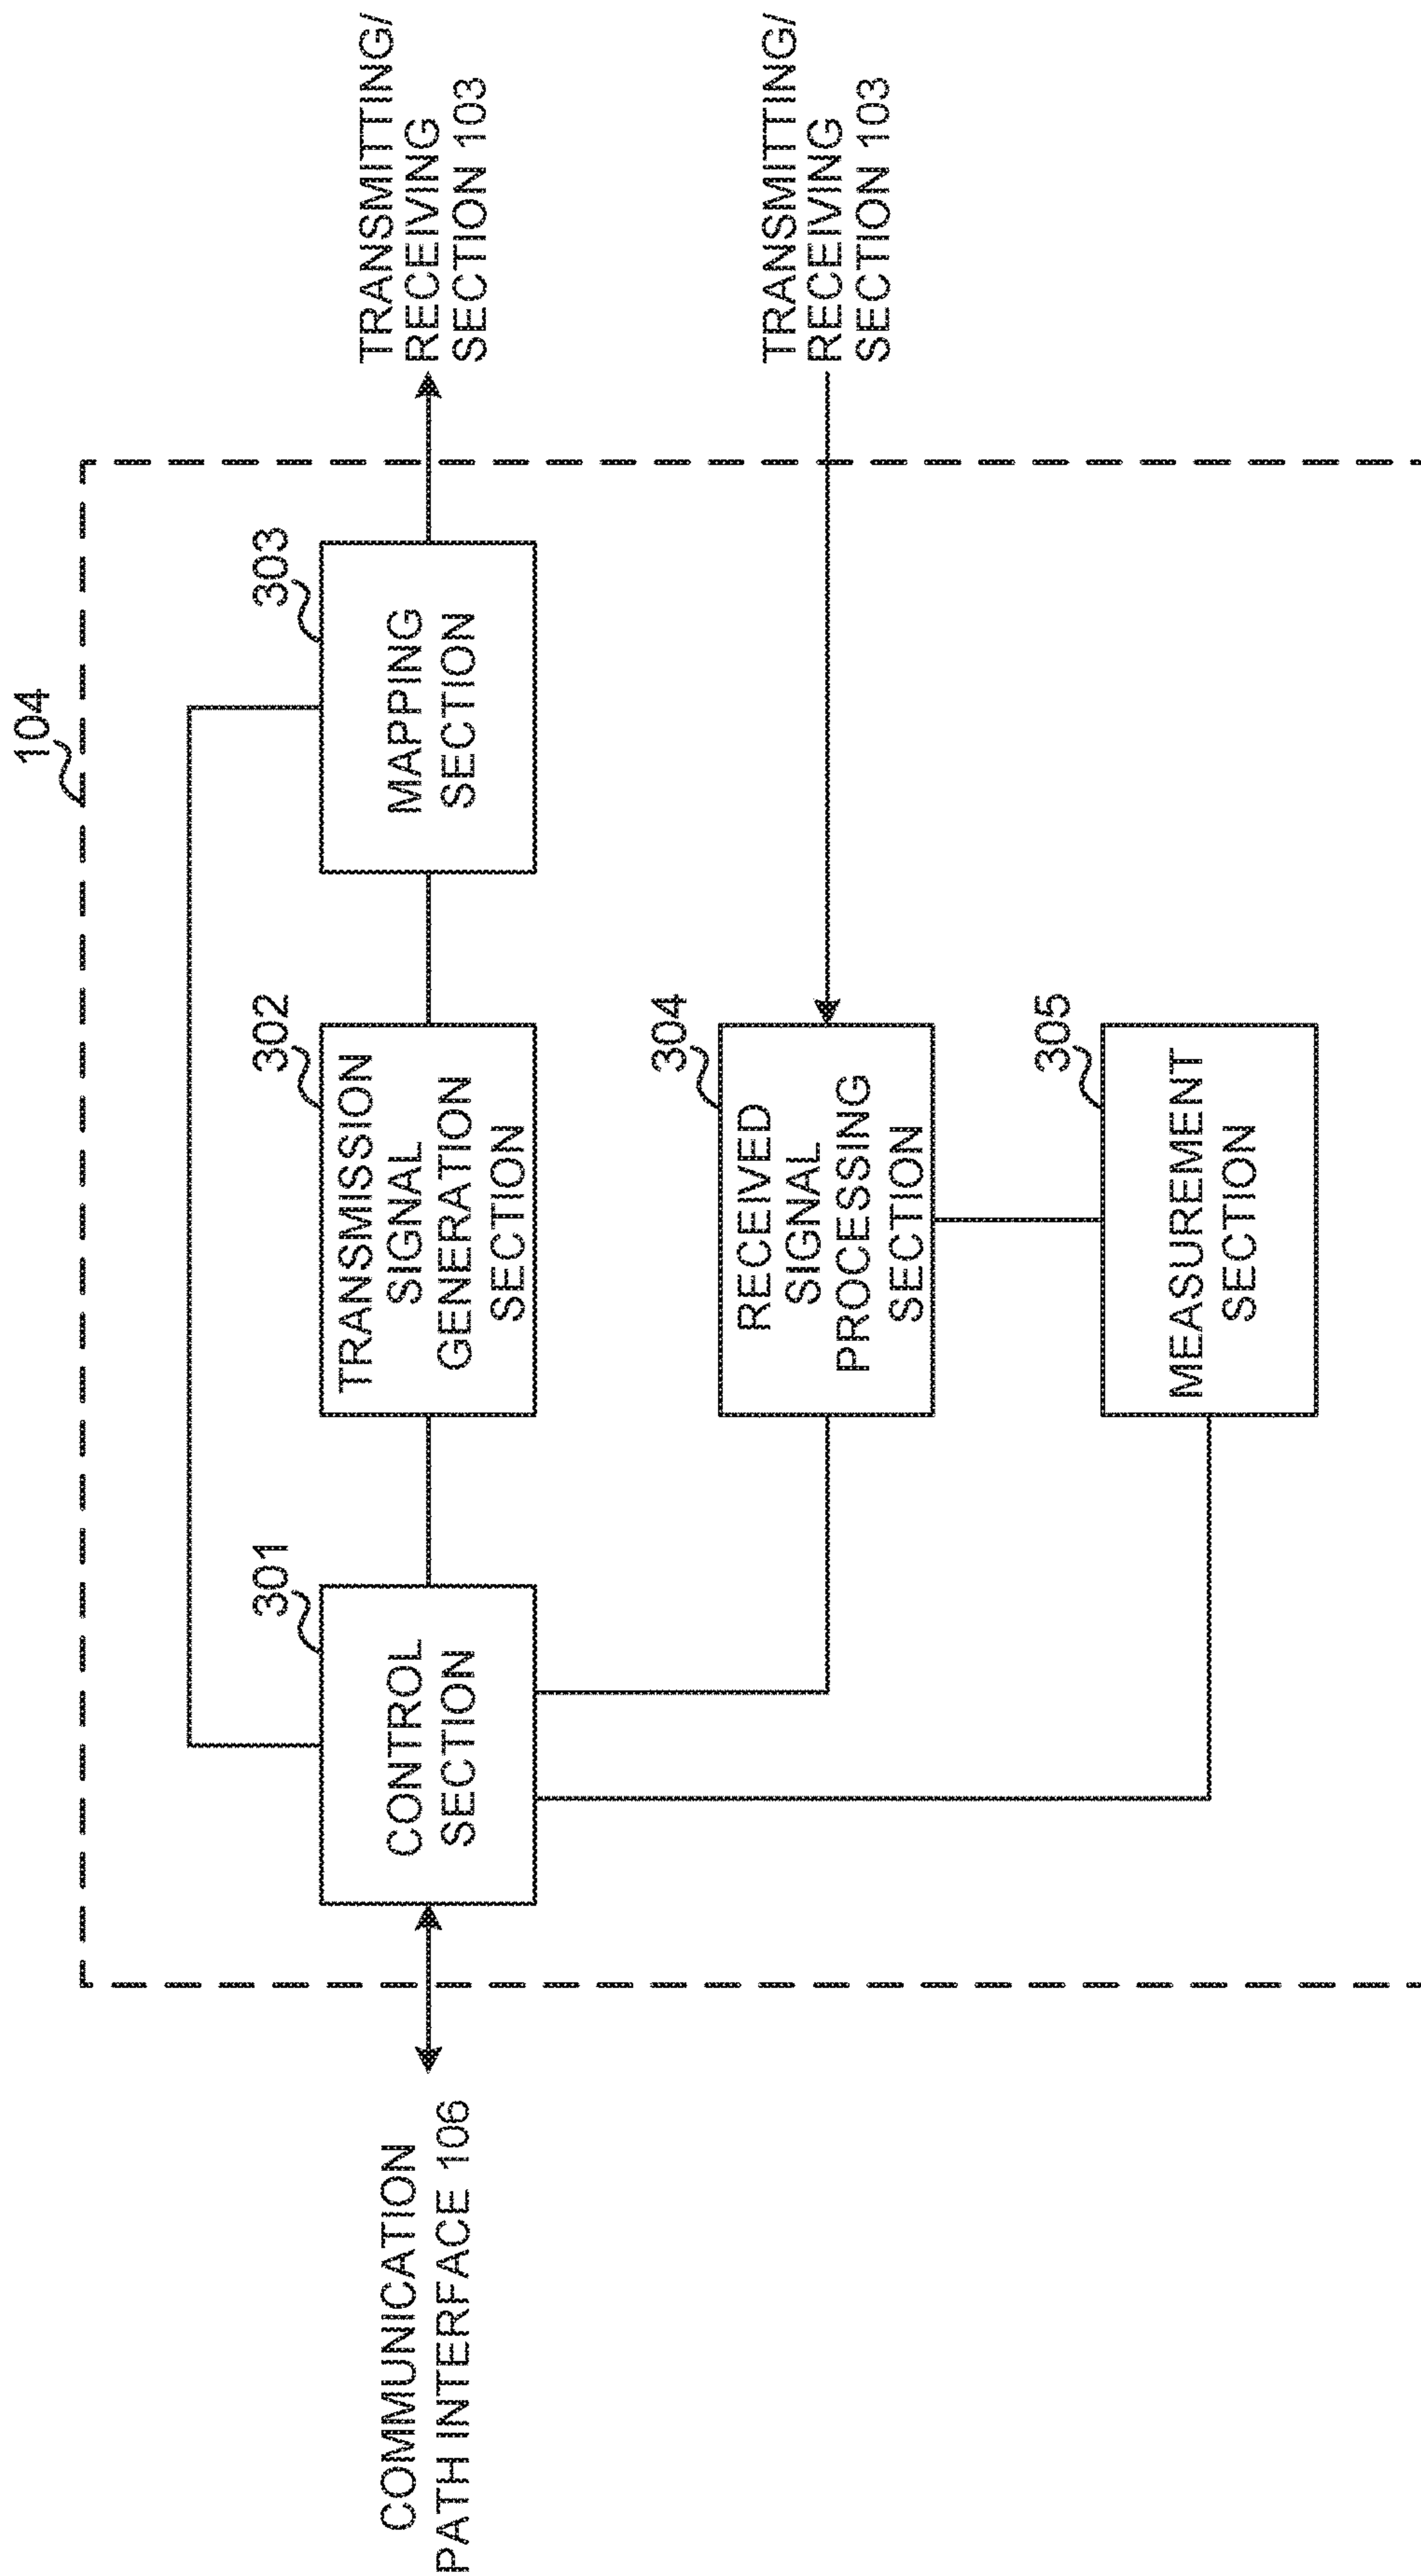 104
301
CONTROL
SECTION
302
TRANSMISSION
SIGNAL
GENERATION
SECTION
303
MAPPING
SECTION
TRANSMITTING/
RECEIVING
SECTION 103
COMMUNICATION
PATH INTERFACE 106
304
RECEIVED
SIGNAL
PROCESSING
SECTION
TRANSMITTING/
RECEIVING
SECTION 103
305
MEASUREMENT
SECTION